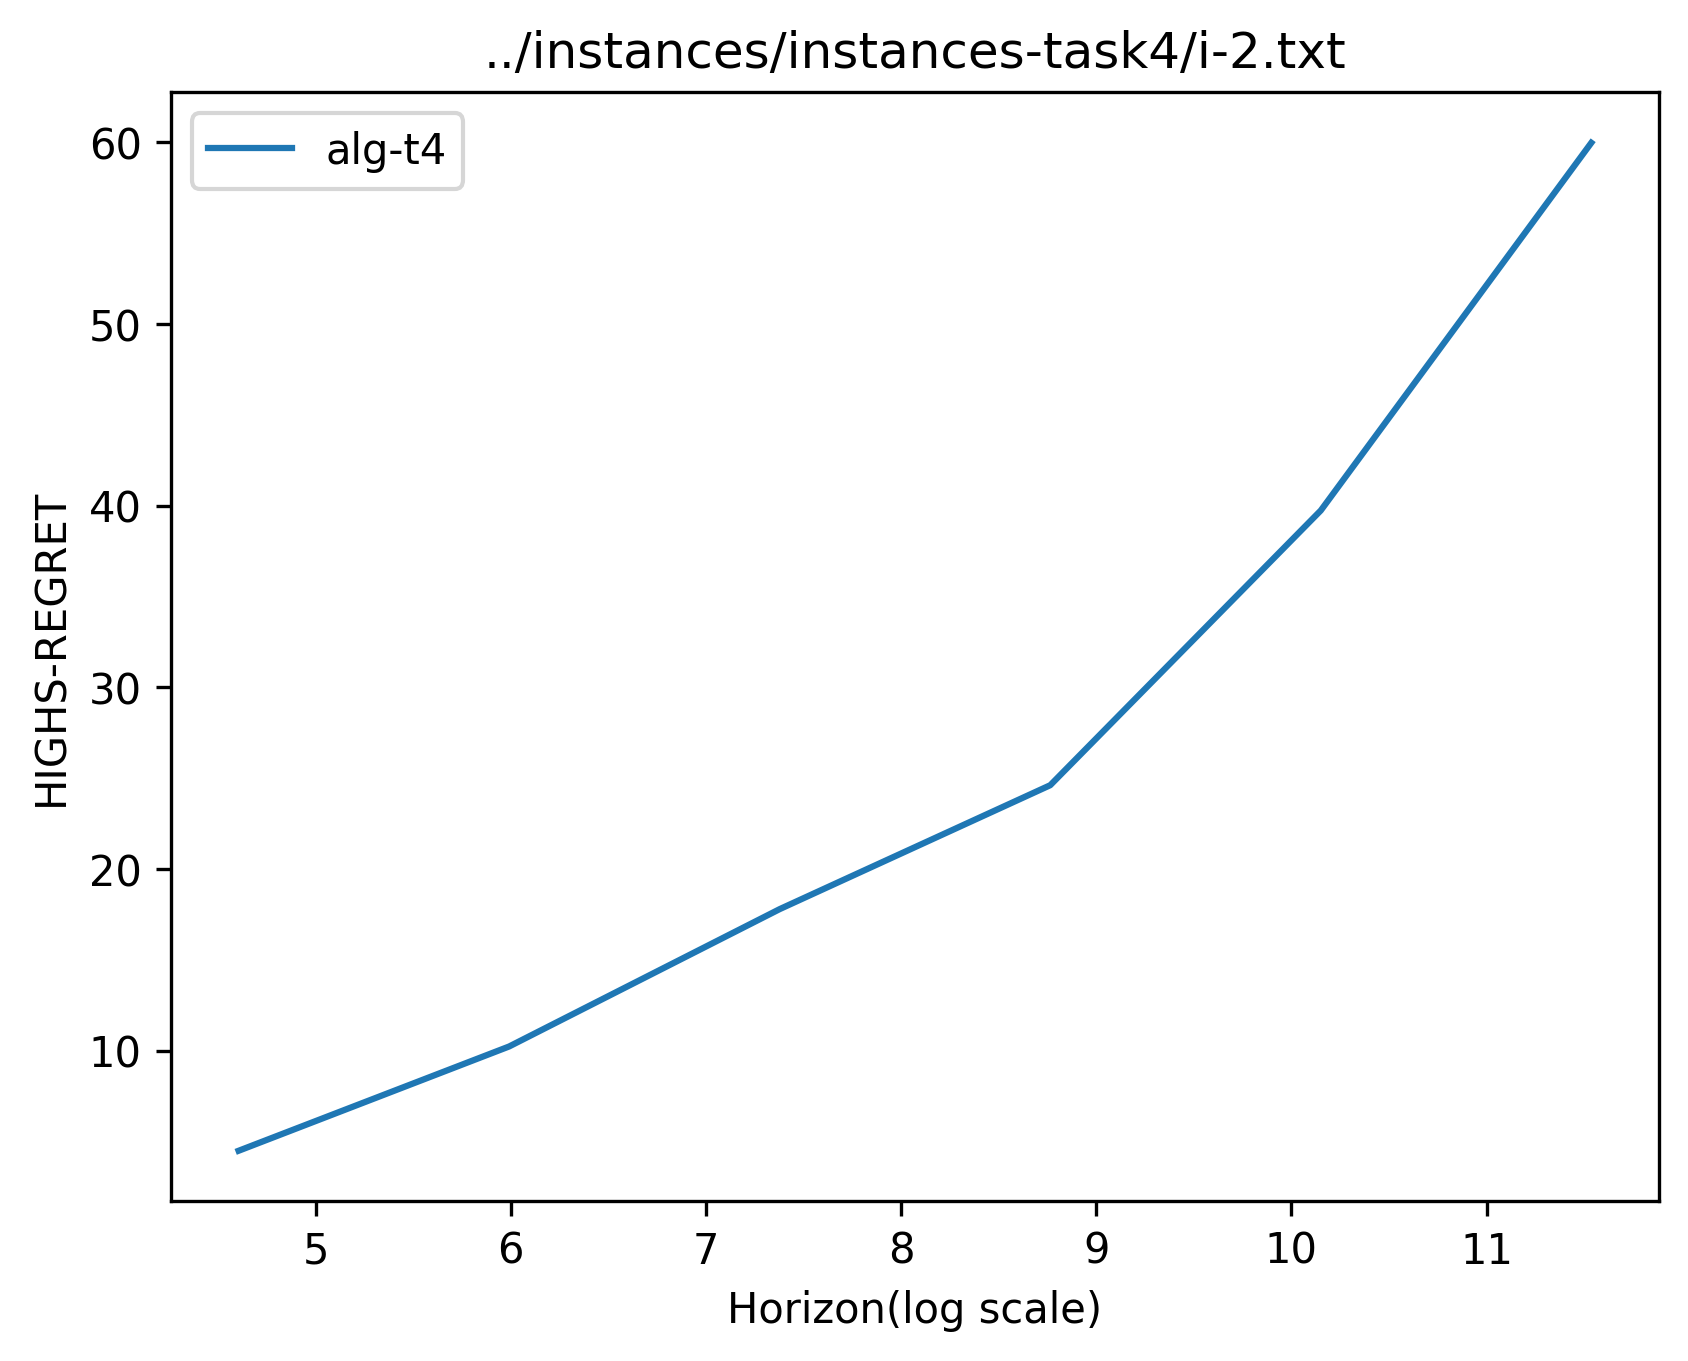 ../instances/instances-task4/i-2.txt
alg-t4
60
50
40
30
20
10
HIGHS-REGRET
5 6 7 8 9 10 11
Horizon(log scale)